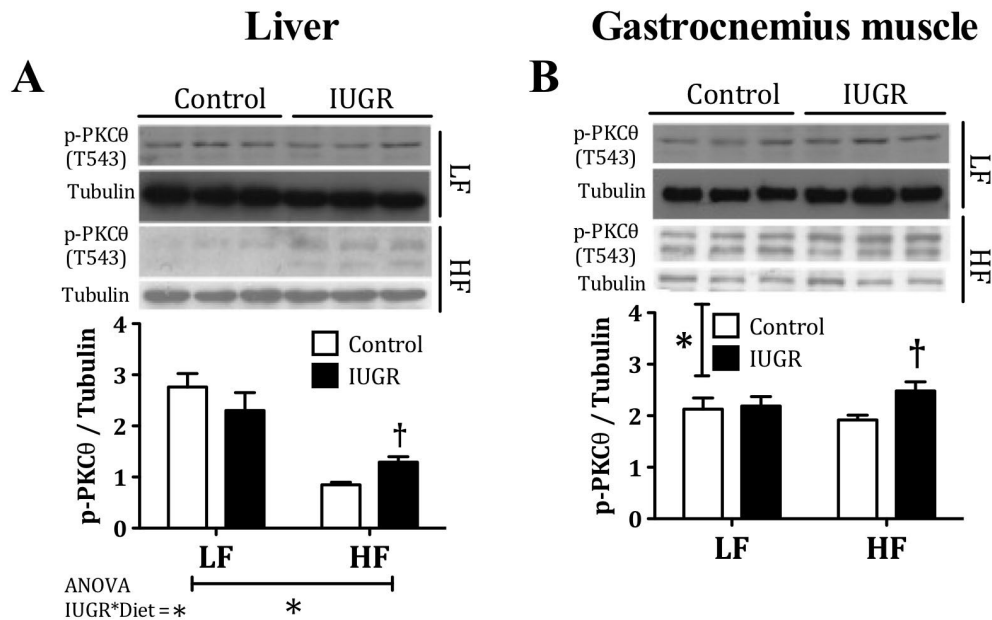 Liver
A
Control IUGR
p-PKCθ
(T543)
Tubulin
LF
p-PKCθ
(T543)
Tubulin
HF
4
3
2
1
0
p-PKCθ / Tubulin
Control
IUGR
†
LF HF
ANOVA
IUGR*Diet = *
*
Gastrocnemius muscle
B
Control IUGR
p-PKCθ
(T543)
Tubulin
LF
p-PKCθ
(T543)
Tubulin
HF
4
3
2
1
0
p-PKCθ / Tubulin
*
Control
IUGR
†
LF HF